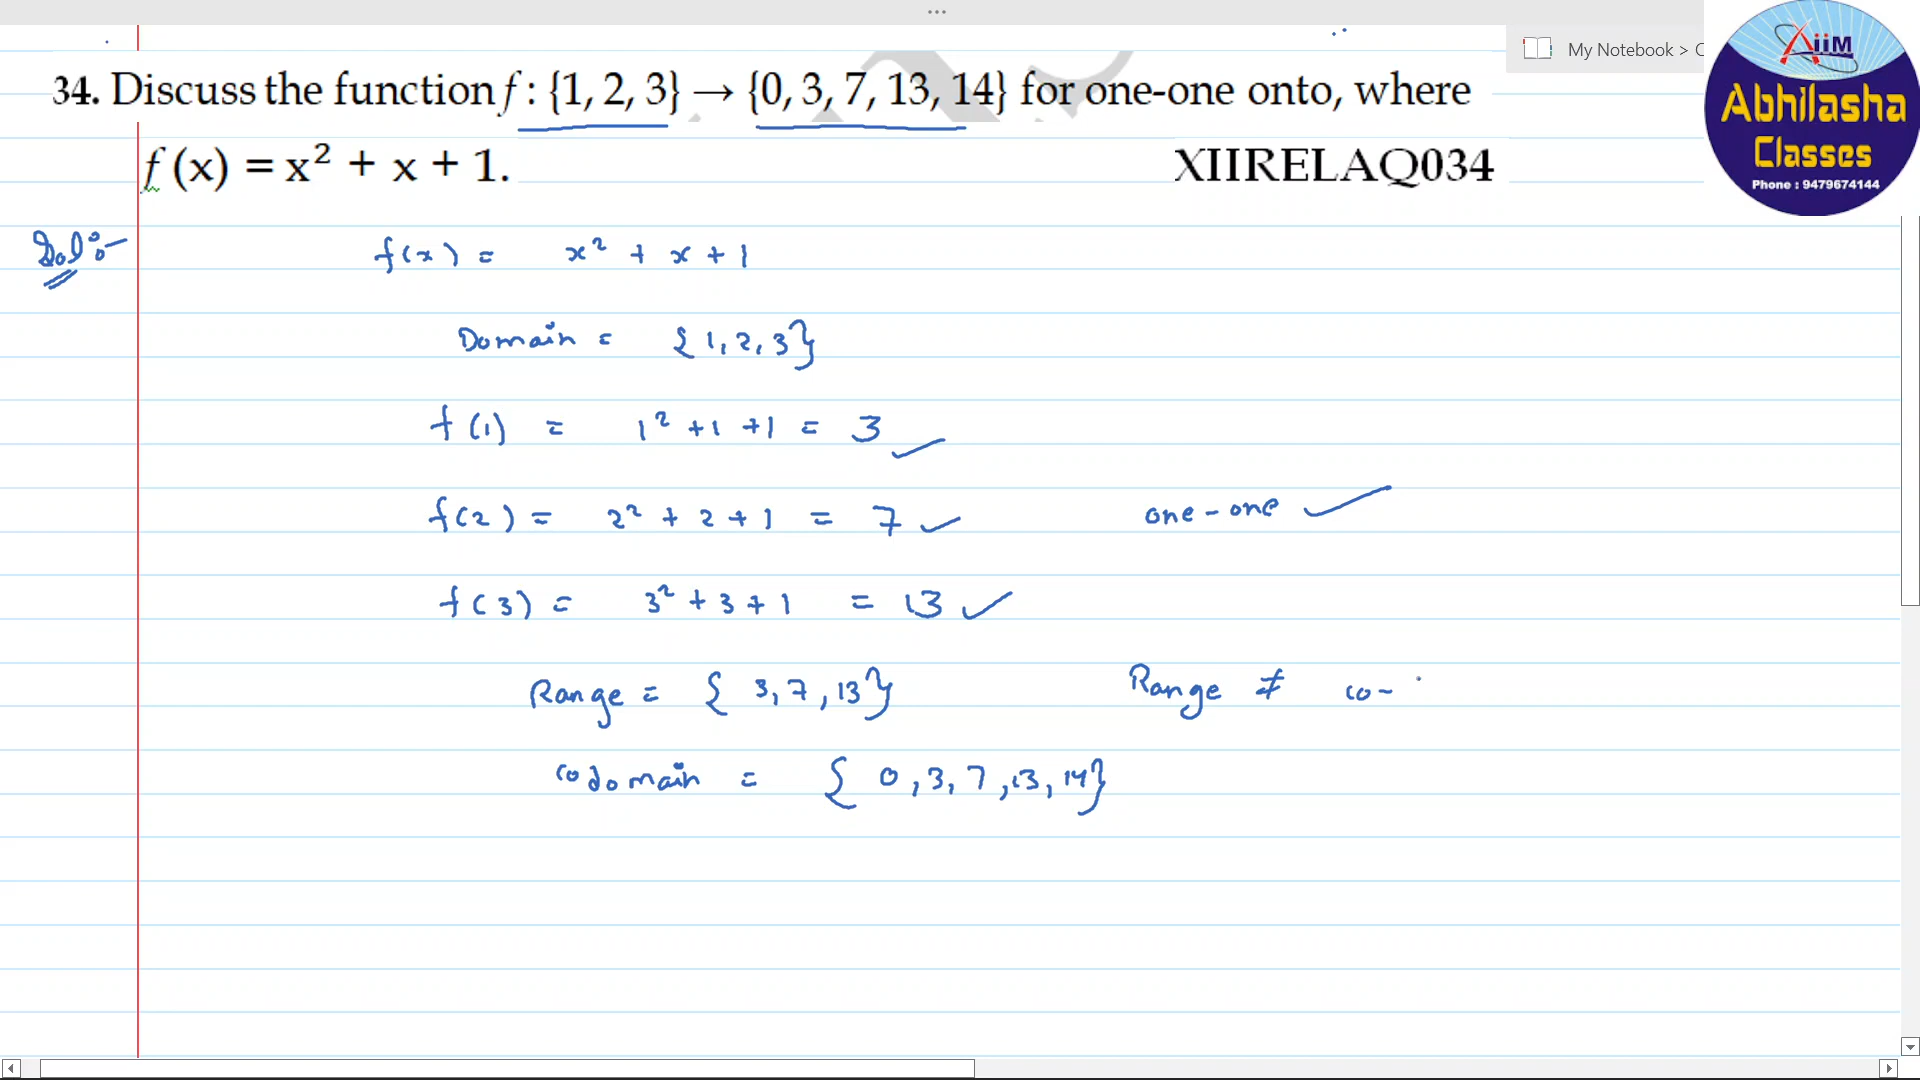 ...
My Notebook > C
AiiM
Abhilasha
Classes
Phone : 9479674144
34. Discuss the function f : {1, 2, 3} → {0, 3, 7, 13, 14} for one-one onto, where
f (x) = x² + x + 1. XIIRELAQ034
Sol :-
f(x) = x² + x + 1
Domain = {1, 2, 3}
f(1) = 1² + 1 + 1 = 3 ✓
f(2) = 2² + 2 + 1 = 7 ✓ one-one ✓
f(3) = 3² + 3 + 1 = 13 ✓
Range = { 3, 7, 13} Range ≠ co-
codomain = { 0, 3, 7, 13, 14}